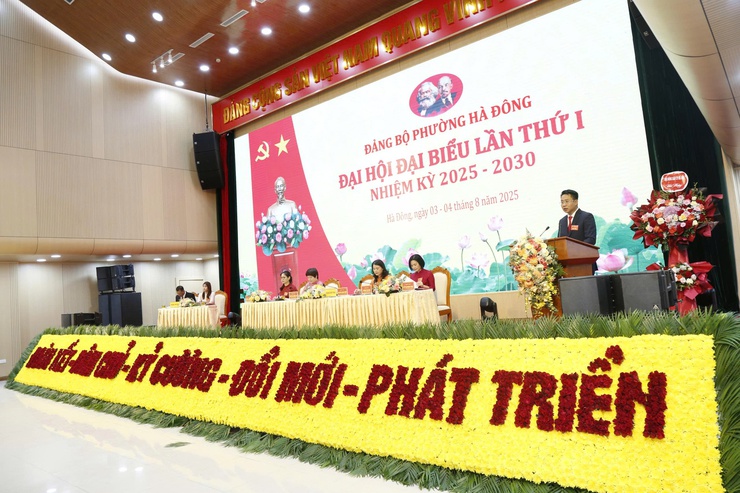 ĐẢNG CỘNG SẢN VIỆT NAM QUANG VINH
ĐẢNG BỘ PHƯỜNG HÀ ĐÔNG
ĐẠI HỘI ĐẠI BIỂU LẦN THỨ I
NHIỆM KỲ 2025 - 2030
Hà Đông, ngày 03 - 04 tháng 8 năm 2025
ĐOÀN KẾT - DÂN CHỦ - KỶ CƯƠNG - ĐỔI MỚI - PHÁT TRIỂN